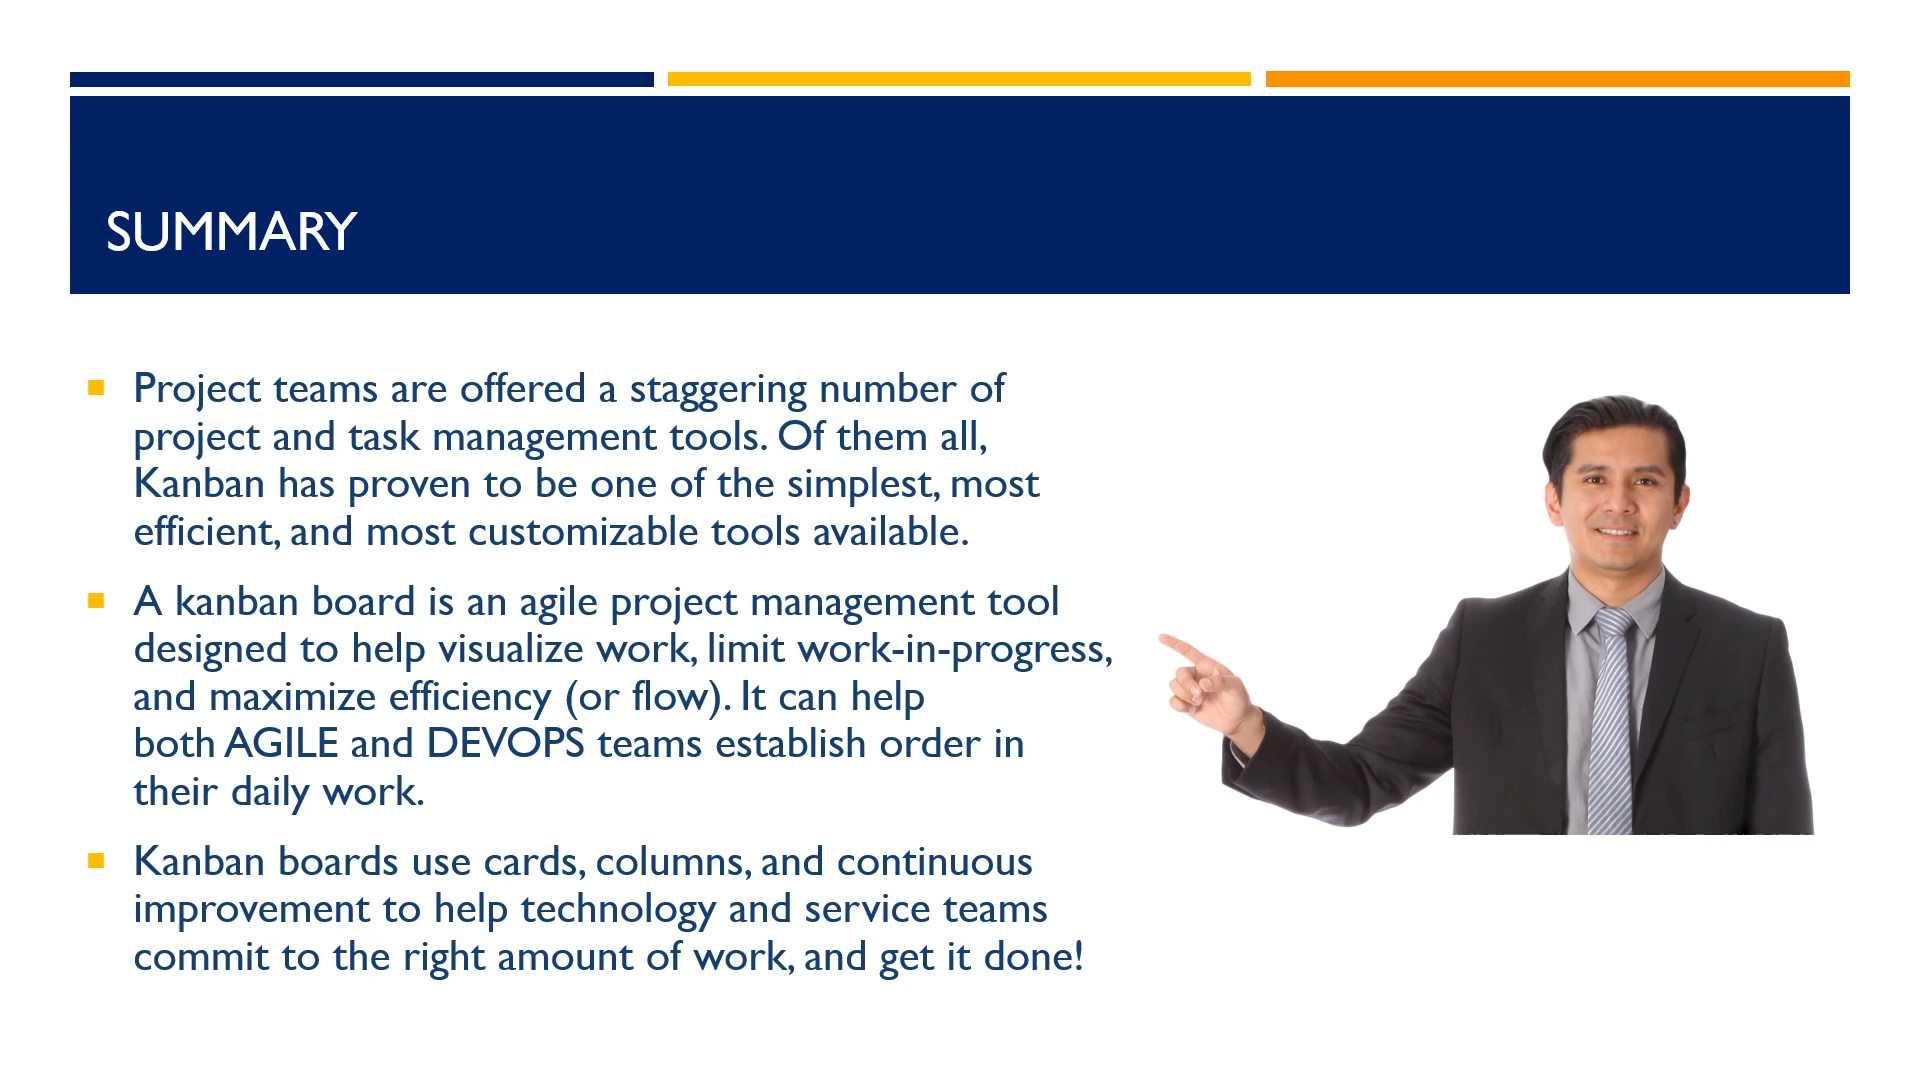 SUMMARY
Project teams are offered a staggering number of
project and task management tools. Of them all,
Kanban has proven to be one of the simplest, most
efficient, and most customizable tools available.
A kanban board is an agile project management tool
designed to help visualize work, limit work-in-progress,
and maximize efficiency (or flow). It can help
both AGILE and DEVOPS teams establish order in
their daily work.
Kanban boards use cards, columns, and continuous
improvement to help technology and service teams
commit to the right amount of work, and get it done!